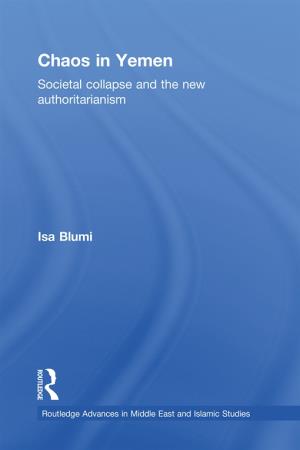 Chaos in Yemen
Societal collapse and the new
authoritarianism
Isa Blumi
ROUTLEDGE
Routledge Advances in Middle East and Islamic Studies